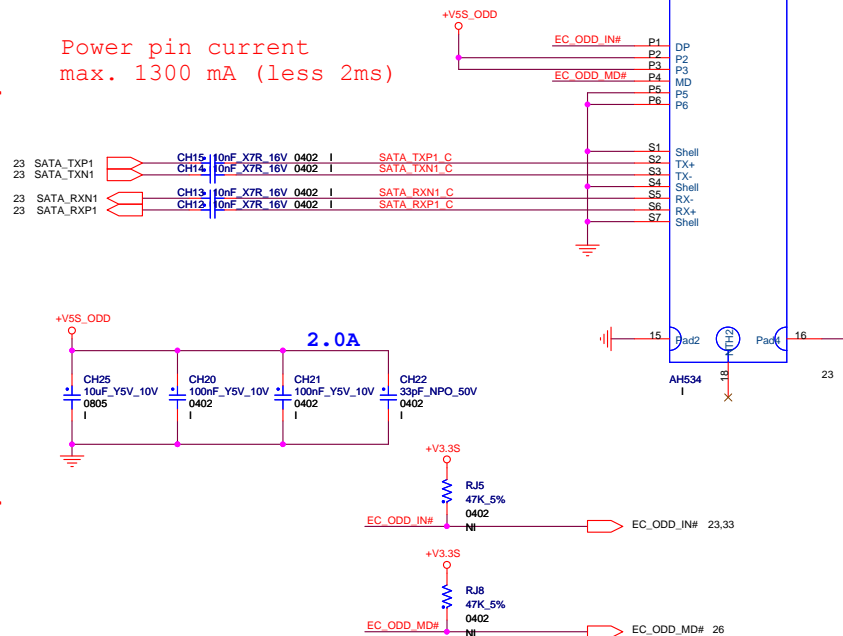 +V5S_ODD
Power pin current
max. 1300 mA (less 2ms)
EC_ODD_IN# P1 DP
P2 P2
P3 P3
EC_ODD_MD# P4 MD
P5 P5
P6 P6
S1 Shell
23 SATA_TXP1 CH15 10nF_X7R_16V 0402 I SATA_TXP1_C S2 TX+
23 SATA_TXN1 CH14 10nF_X7R_16V 0402 I SATA_TXN1_C S3 TX-
S4 Shell
23 SATA_RXN1 CH13 10nF_X7R_16V 0402 I SATA_RXN1_C S5 RX-
23 SATA_RXP1 CH12 10nF_X7R_16V 0402 I SATA_RXP1_C S6 RX+
S7 Shell
+V5S_ODD
2.0A
15 Pad2 NTH2 Pad4 16
18
AH534
I
23
CH25
10uF_Y5V_10V
0805
I
CH20
100nF_Y5V_10V
0402
I
CH21
100nF_Y5V_10V
0402
I
CH22
33pF_NPO_50V
0402
I
+V3.3S
RJ5
47K_5%
0402
NI
EC_ODD_IN# EC_ODD_IN# 23,33
+V3.3S
RJ8
47K_5%
0402
NI
EC_ODD_MD# EC_ODD_MD# 26